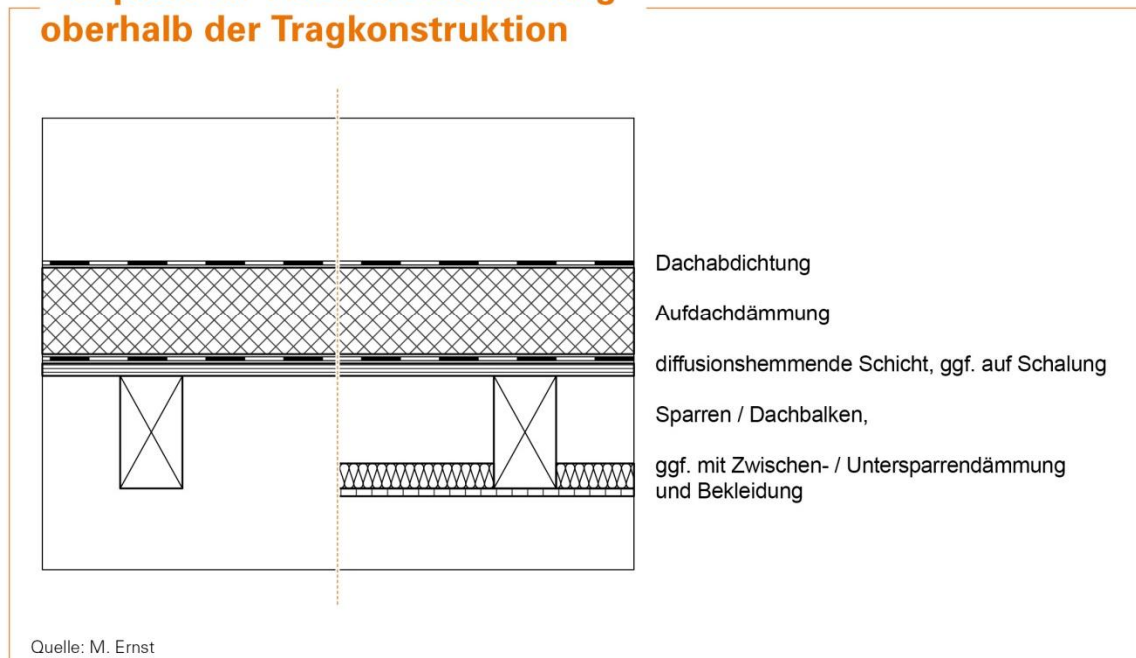 oberhalb der Tragkonstruktion
Dachabdichtung
Aufdachdämmung
diffusionshemmende Schicht, ggf. auf Schalung
Sparren / Dachbalken,
ggf. mit Zwischen- / Untersparrendämmung
und Bekleidung
Quelle: M. Ernst